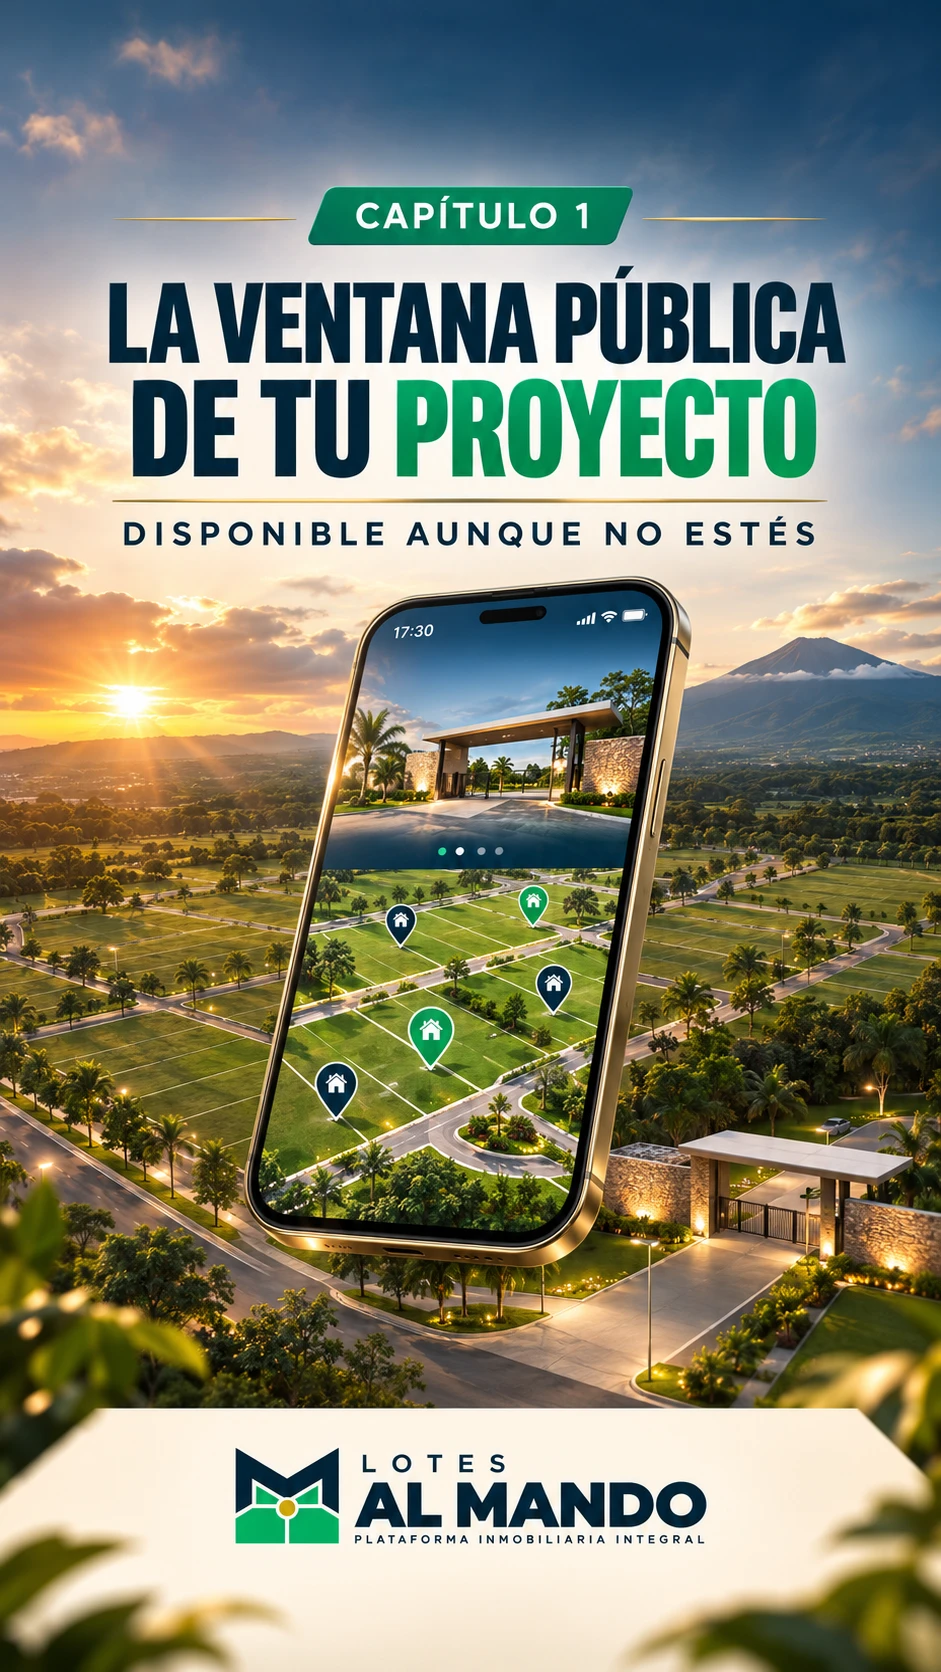 CAPÍTULO 1
LA VENTANA PÚBLICA
DE TU PROYECTO
DISPONIBLE AUNQUE NO ESTÉS
17:30
LOTES
AL MANDO
PLATAFORMA INMOBILIARIA INTEGRAL